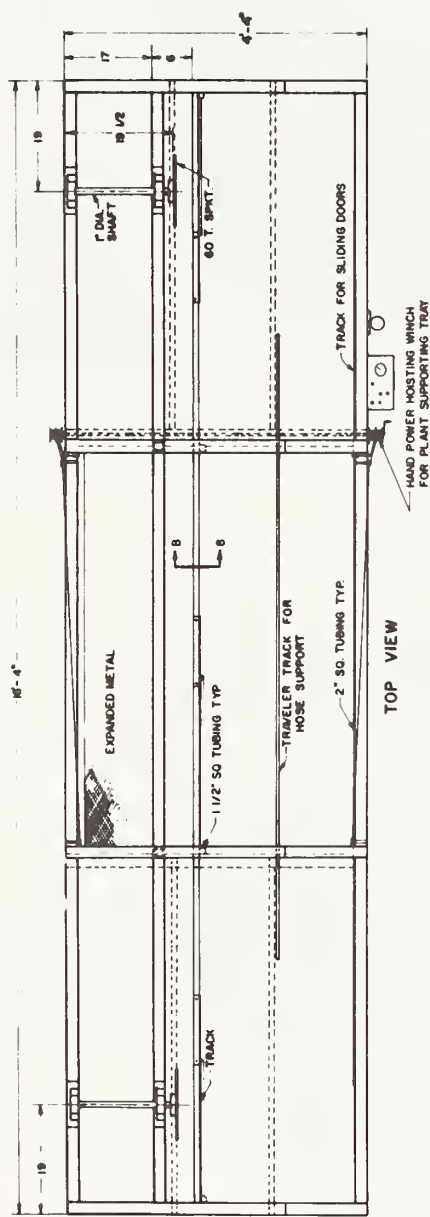 16'-4"
19
19
17
6
4'-4"
19 1/2
1" DIA.
SHAFT
60 T. SPKT.
EXPANDED METAL
B
B
1 1/2" SQ TUBING TYP
TRACK
TRAVELER TRACK FOR
HOSE SUPPORT
TRACK FOR SLIDING DOORS
2" SQ. TUBING TYP.
HAND POWER HOISTING WINCH
FOR PLANT SUPPORTING TRAY
TOP VIEW